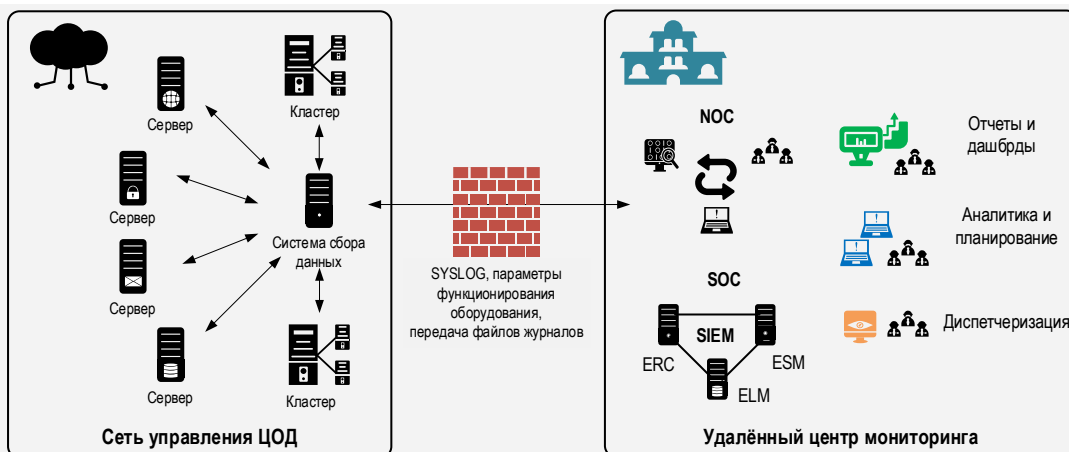 Сервер
Сервер
Сервер
Сервер
Кластер
Система сбора
данных
Кластер
Сеть управления ЦОД
SYSLOG, параметры
функционирования
оборудования,
передача файлов журналов
NOC
SOC
SIEM
ERC
ESM
ELM
Отчеты и
дашбрды
Аналитика и
планирование
Диспетчеризация
Удалённый центр мониторинга